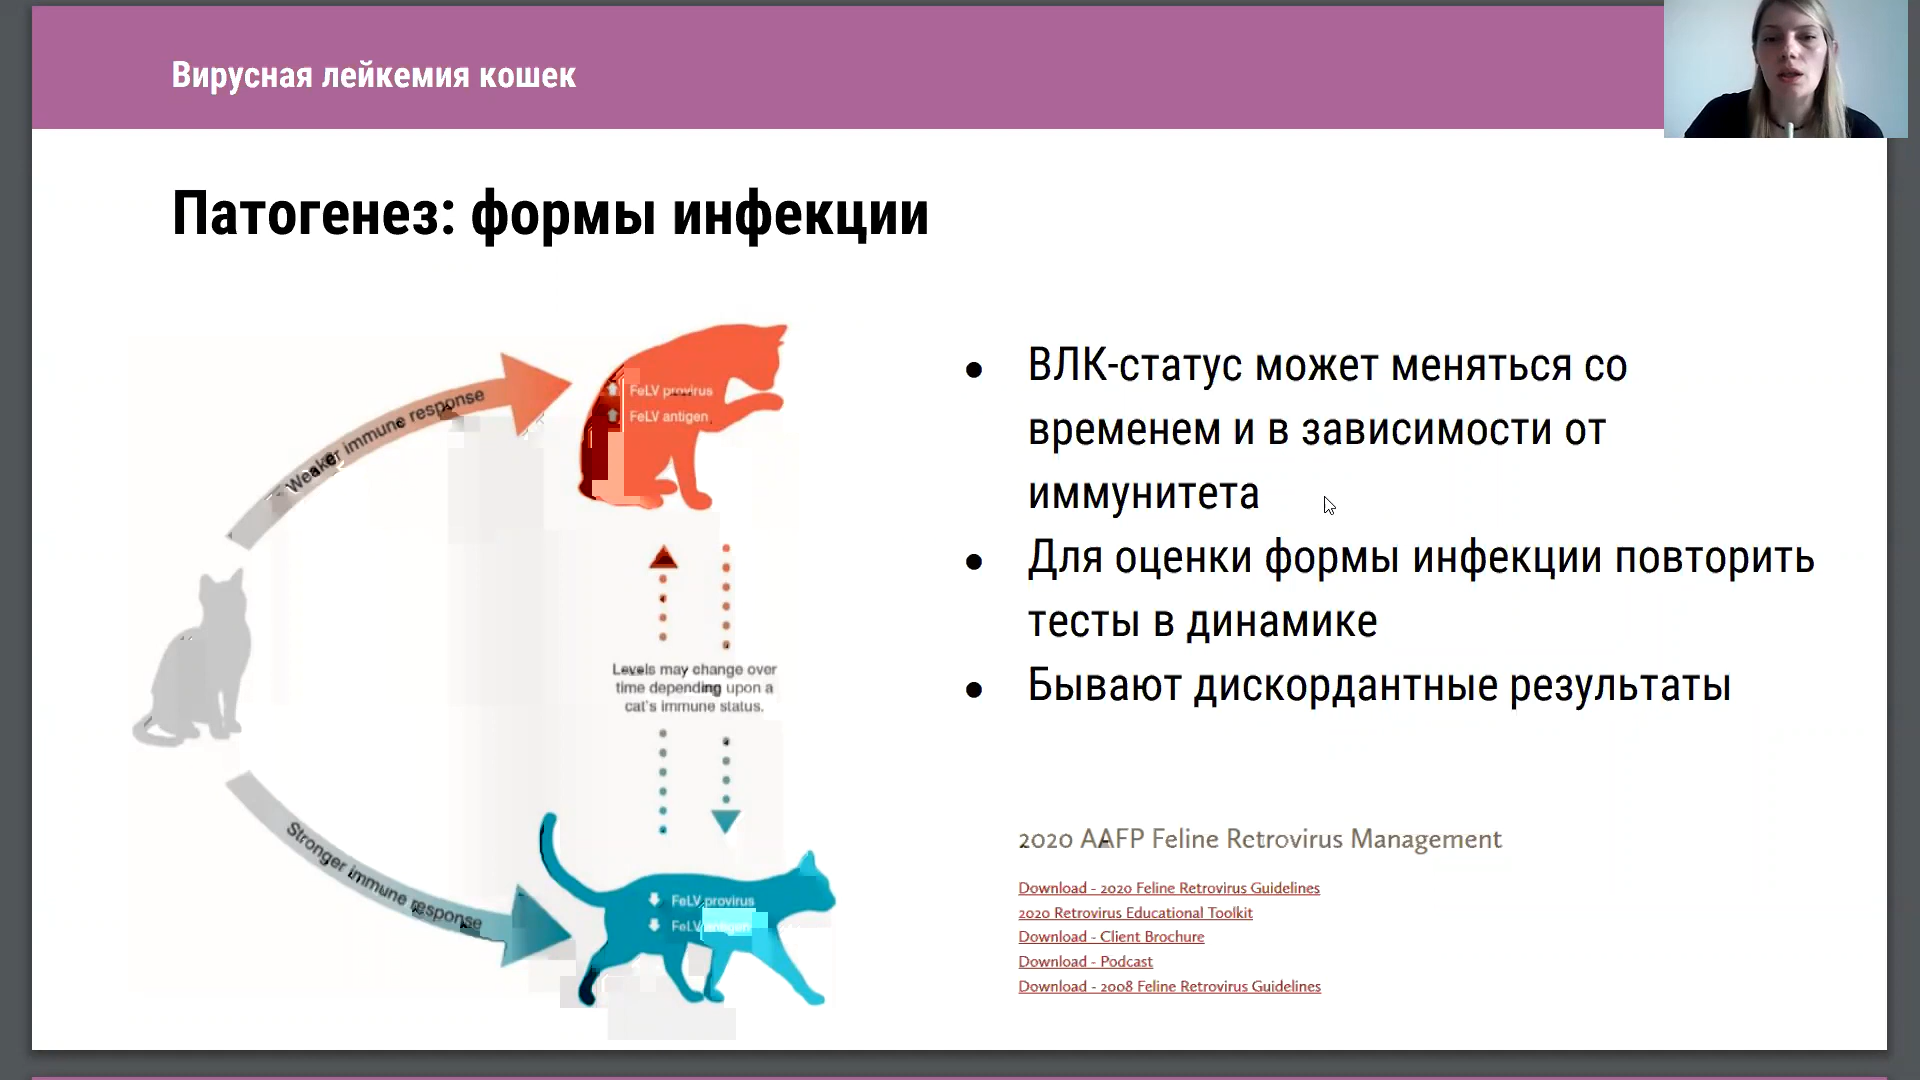 Вирусная лейкемия кошек
Патогенез: формы инфекции
Weaker immune response
FeLV provirus
FeLV antigen
Levels may change over
time depending upon a
cat's immune status.
Stronger immune response
FeLV provirus
FeLV antigen
● ВЛК-статус может меняться со
временем и в зависимости от
иммунитета
● Для оценки формы инфекции повторить
тесты в динамике
● Бывают дискордантные результаты
2020 AAFP Feline Retrovirus Management
Download - 2020 Feline Retrovirus Guidelines
2020 Retrovirus Educational Toolkit
Download - Client Brochure
Download - Podcast
Download - 2008 Feline Retrovirus Guidelines